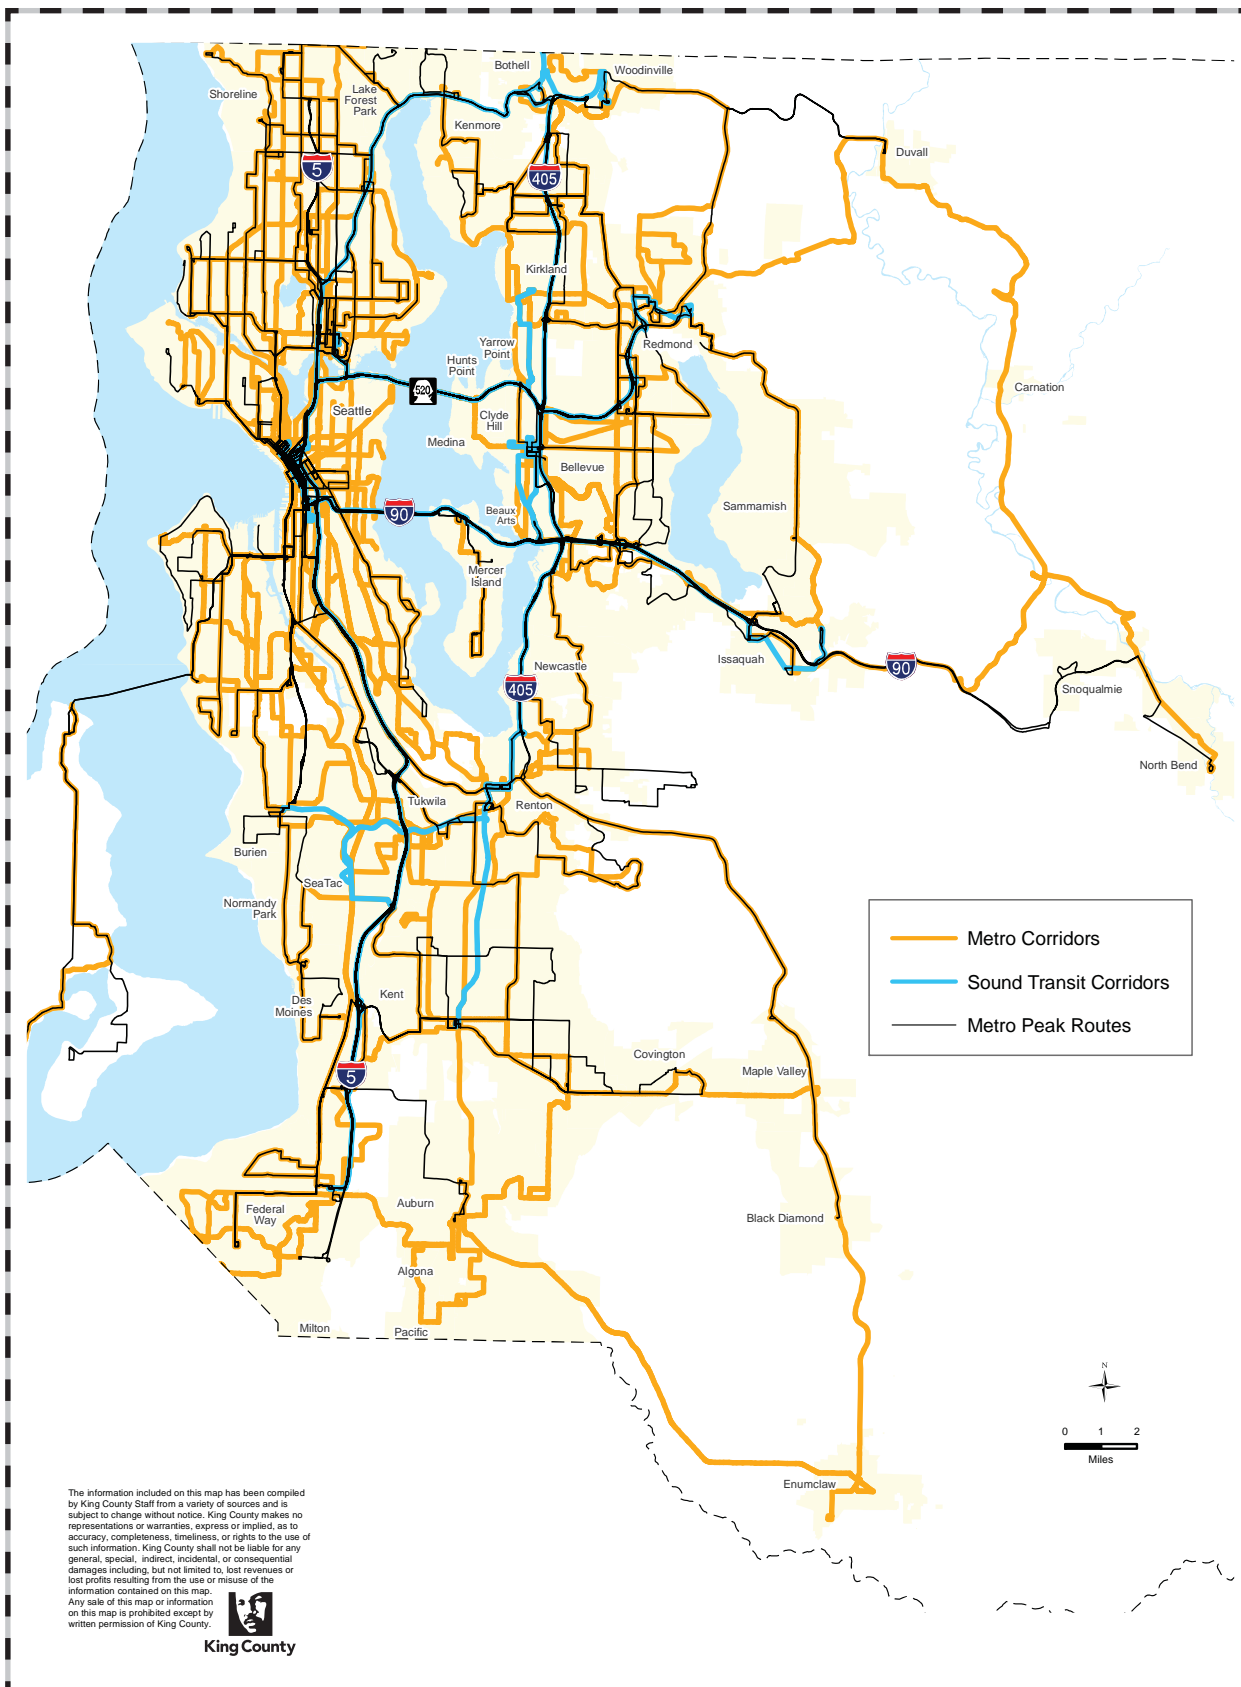 Bothell
Woodinville
Shoreline
Lake
Forest
Park
Kenmore
Duvall
5
405
Kirkland
Redmond
Yarrow
Point
Hunts
Point
520
Carnation
Seattle
Clyde
Hill
Medina
Bellevue
Sammamish
Beaux
Arts
90
Mercer
Island
Newcastle
Issaquah
90
405
Snoqualmie
North Bend
Tukwila
Renton
Burien
SeaTac
Normandy
Park
Metro Corridors
Sound Transit Corridors
Metro Peak Routes
Kent
Des
Moines
Covington
Maple Valley
5
Auburn
Federal
Way
Black Diamond
Algona
Milton
Pacific
N
0 1 2
Miles
Enumclaw
The information included on this map has been compiled
by King County Staff from a variety of sources and is
subject to change without notice. King County makes no
representations or warranties, express or implied, as to
accuracy, completeness, timeliness, or rights to the use of
such information. King County shall not be liable for any
general, special, indirect, incidental, or consequential
damages including, but not limited to, lost revenues or
lost profits resulting from the use or misuse of the
information contained on this map.
Any sale of this map or information
on this map is prohibited except by
written permission of King County.
King County